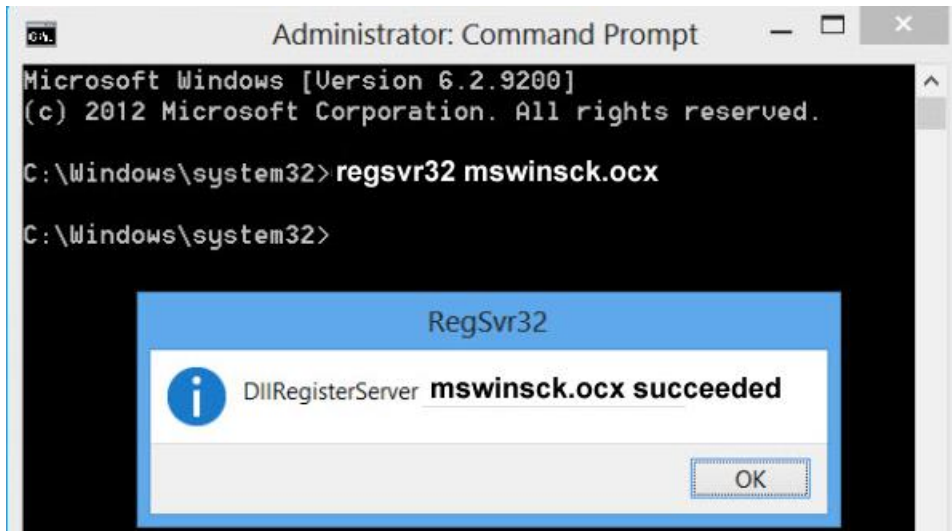 C:\.
Administrator: Command Prompt
Microsoft Windows [Version 6.2.9200]
(c) 2012 Microsoft Corporation. All rights reserved.
C:\Windows\system32>regsvr32 mswinsck.ocx
C:\Windows\system32>
RegSvr32
DllRegisterServer mswinsck.ocx succeeded
OK